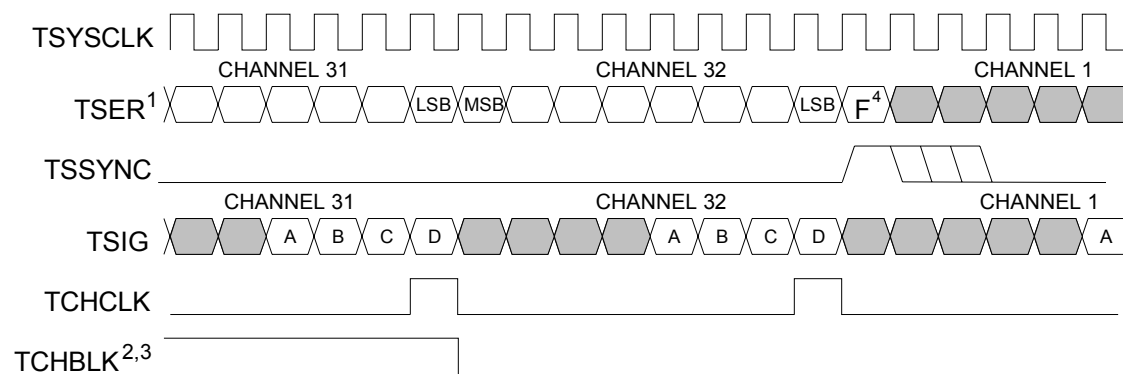 TSYSCLK
CHANNEL 31 CHANNEL 32 CHANNEL 1
TSER1 LSB MSB LSB F4
TSSYNC
CHANNEL 31 CHANNEL 32 CHANNEL 1
TSIG A B C D A B C D A
TCHCLK
TCHBLK2,3